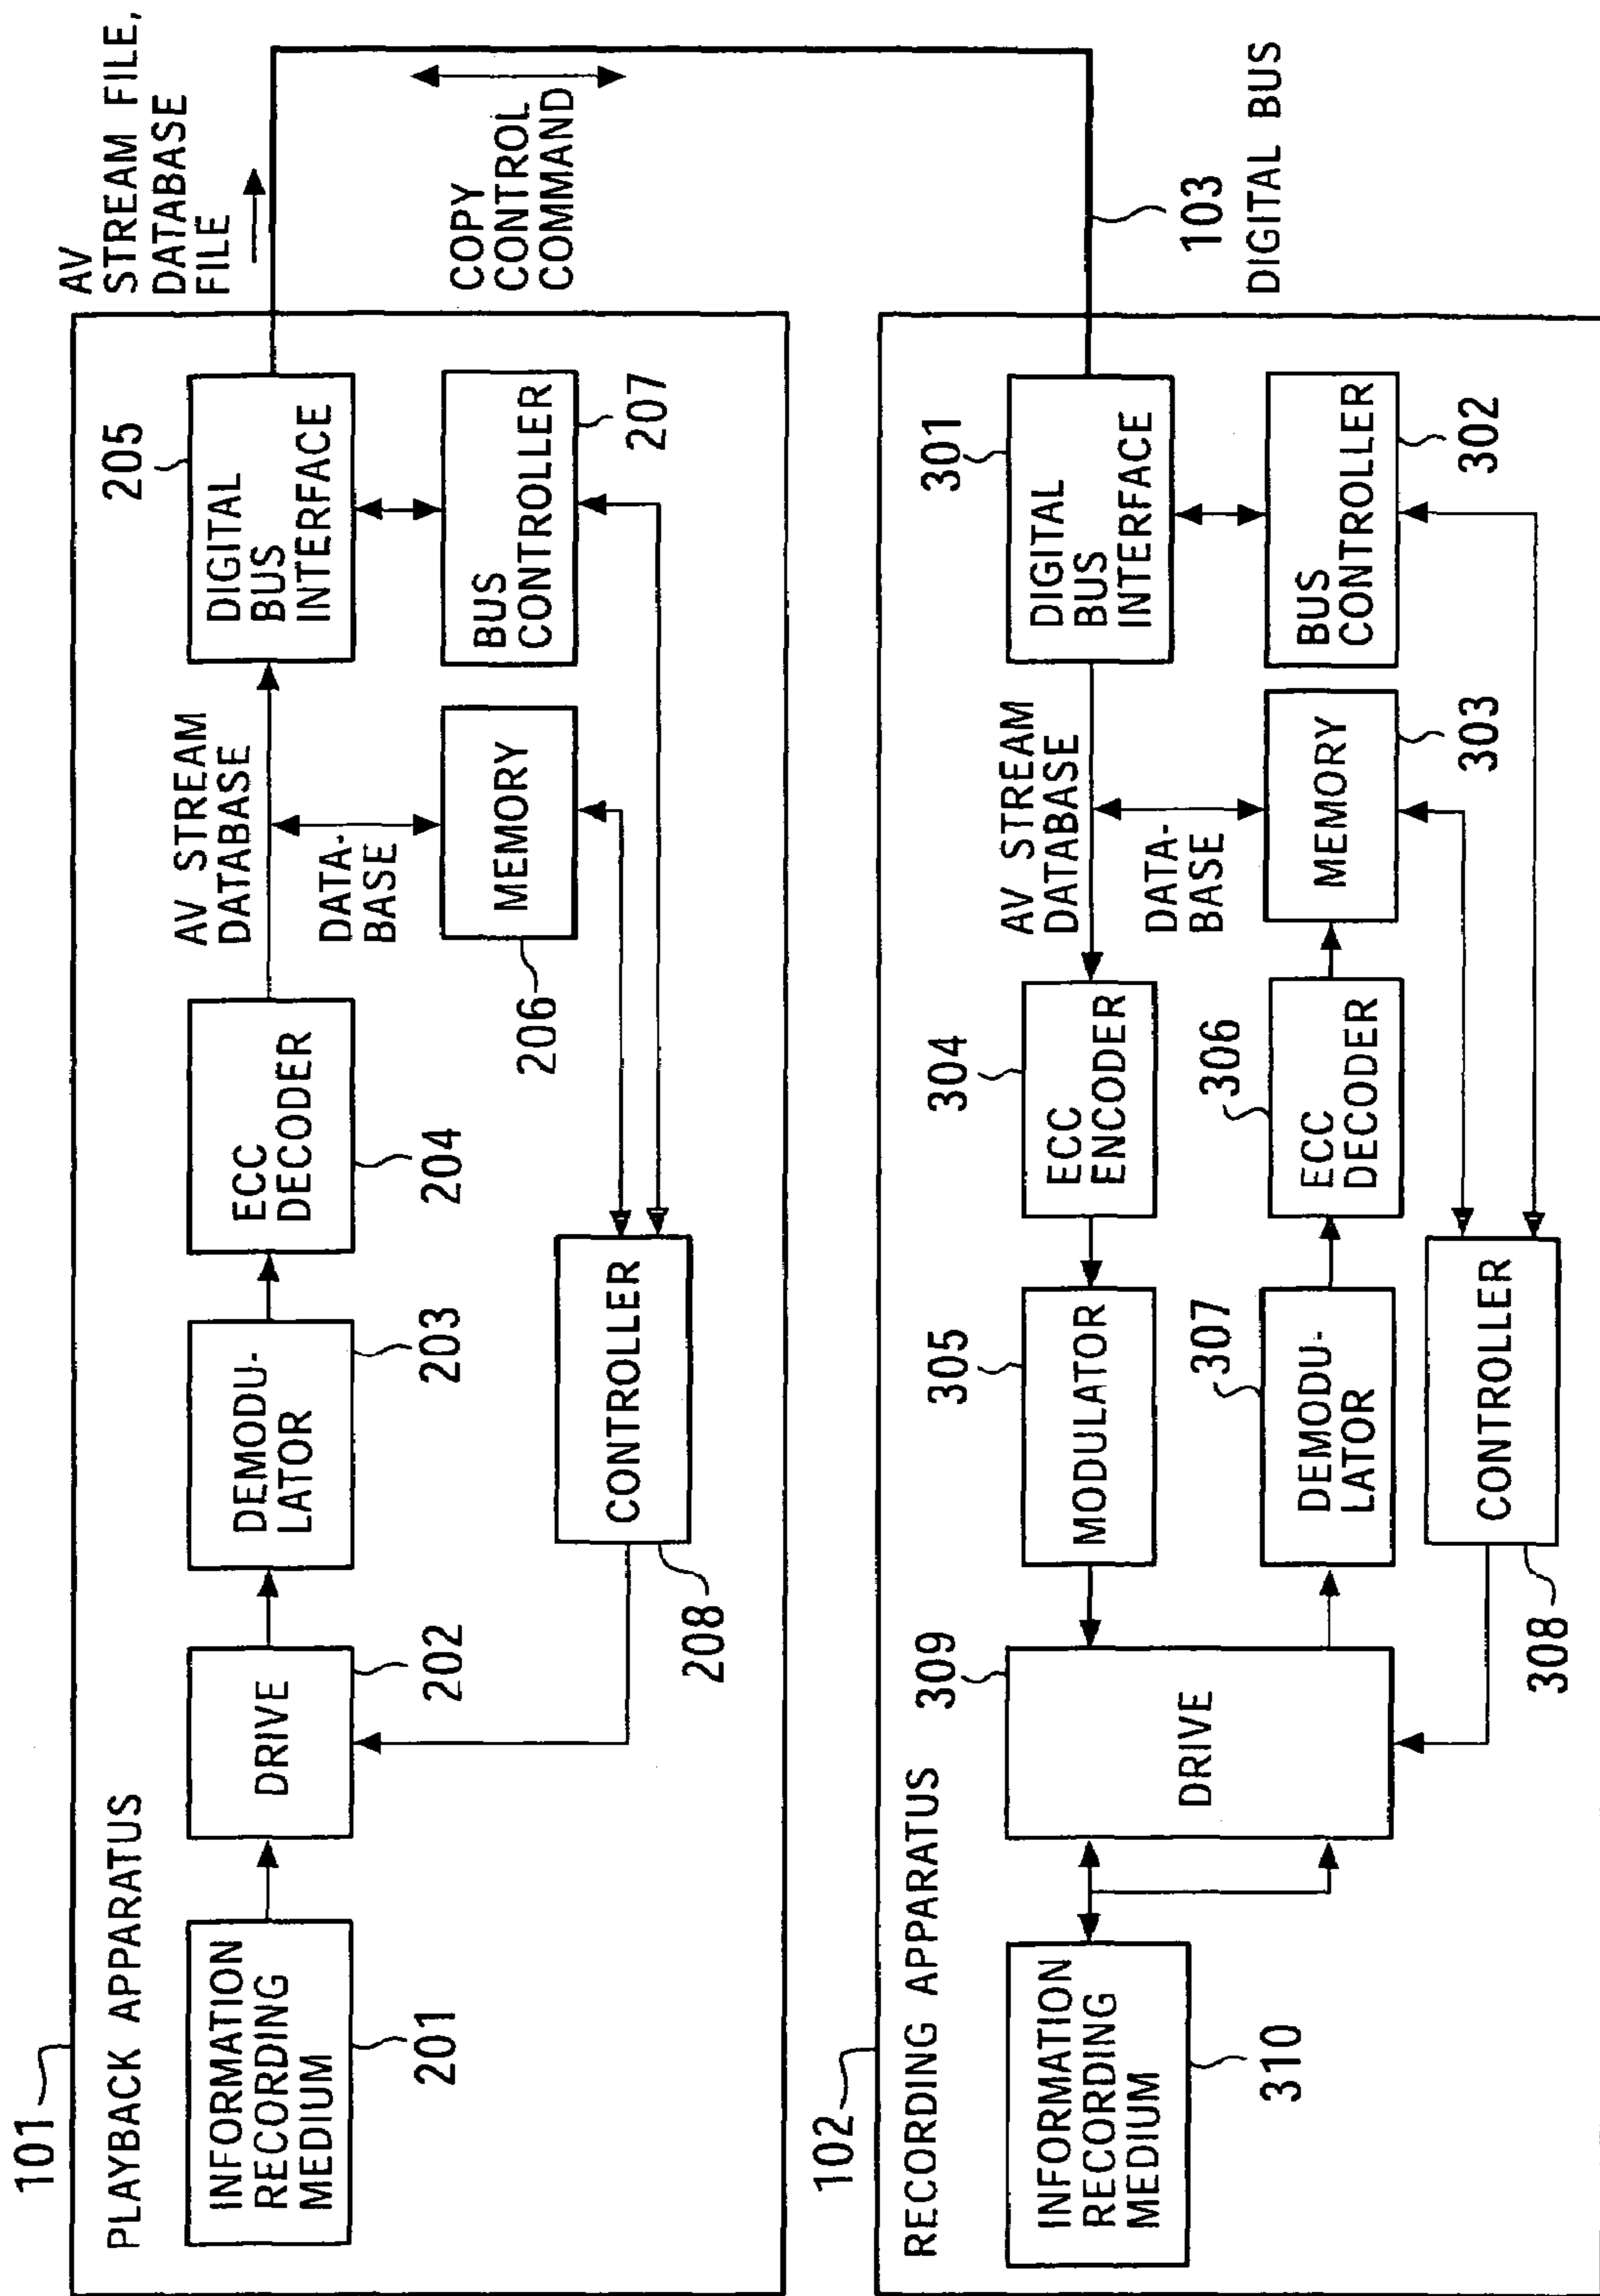 101
PLAYBACK APPARATUS
INFORMATION
RECORDING
MEDIUM
201
DRIVE
202
DEMODU-
LATOR
203
ECC
DECODER
204
AV STREAM
DATABASE
DATA-
BASE
205
DIGITAL
BUS
INTERFACE
MEMORY
206
BUS
CONTROLLER
207
CONTROLLER
208
AV
STREAM FILE,
DATABASE
FILE
COPY
CONTROL
COMMAND
103
DIGITAL BUS
102
RECORDING APPARATUS
INFORMATION
RECORDING
MEDIUM
310
309
DRIVE
305
MODULATOR
304
ECC
ENCODER
AV STREAM
DATABASE
DATA-
BASE
301
DIGITAL
BUS
INTERFACE
307
DEMODU-
LATOR
306
ECC
DECODER
MEMORY
303
BUS
CONTROLLER
302
CONTROLLER
308